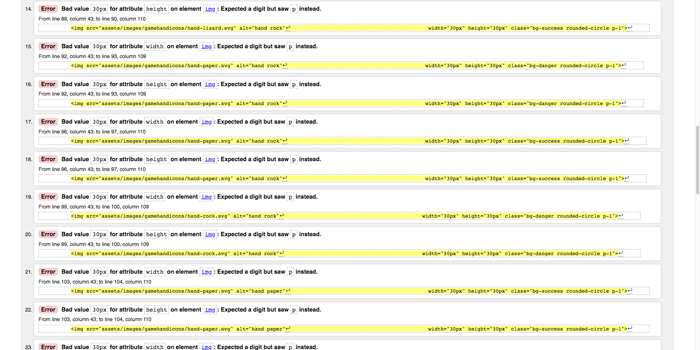 14. Error Bad value 30px for attribute height on element img: Expected a digit but saw p instead.
From line 89, column 43; to line 90, column 110
<img src="assets/images/gamehandicons/hand-lizard.svg" alt="hand rock"↩ width="30px" height="30px" class="bg-success rounded-circle p-1">↩
15. Error Bad value 30px for attribute width on element img: Expected a digit but saw p instead.
From line 92, column 43; to line 93, column 109
<img src="assets/images/gamehandicons/hand-paper.svg" alt="hand rock"↩ width="30px" height="30px" class="bg-danger rounded-circle p-1">↩
16. Error Bad value 30px for attribute height on element img: Expected a digit but saw p instead.
From line 92, column 43; to line 93, column 109
<img src="assets/images/gamehandicons/hand-paper.svg" alt="hand rock"↩ width="30px" height="30px" class="bg-danger rounded-circle p-1">↩
17. Error Bad value 30px for attribute width on element img: Expected a digit but saw p instead.
From line 96, column 43; to line 97, column 110
<img src="assets/images/gamehandicons/hand-paper.svg" alt="hand rock"↩ width="30px" height="30px" class="bg-success rounded-circle p-1">↩
18. Error Bad value 30px for attribute height on element img: Expected a digit but saw p instead.
From line 96, column 43; to line 97, column 110
<img src="assets/images/gamehandicons/hand-paper.svg" alt="hand rock"↩ width="30px" height="30px" class="bg-success rounded-circle p-1">↩
19. Error Bad value 30px for attribute width on element img: Expected a digit but saw p instead.
From line 99, column 43; to line 100, column 109
<img src="assets/images/gamehandicons/hand-rock.svg" alt="hand rock"↩ width="30px" height="30px" class="bg-danger rounded-circle p-1">↩
20. Error Bad value 30px for attribute height on element img: Expected a digit but saw p instead.
From line 99, column 43; to line 100, column 109
<img src="assets/images/gamehandicons/hand-rock.svg" alt="hand rock"↩ width="30px" height="30px" class="bg-danger rounded-circle p-1">↩
21. Error Bad value 30px for attribute width on element img: Expected a digit but saw p instead.
From line 103, column 43; to line 104, column 110
<img src="assets/images/gamehandicons/hand-paper.svg" alt="hand paper"↩ width="30px" height="30px" class="bg-success rounded-circle p-1">↩
22. Error Bad value 30px for attribute height on element img: Expected a digit but saw p instead.
From line 103, column 43; to line 104, column 110
<img src="assets/images/gamehandicons/hand-paper.svg" alt="hand paper"↩ width="30px" height="30px" class="bg-success rounded-circle p-1">↩
23. Error Bad value 30px for attribute width on element img: Expected a digit but saw p instead.